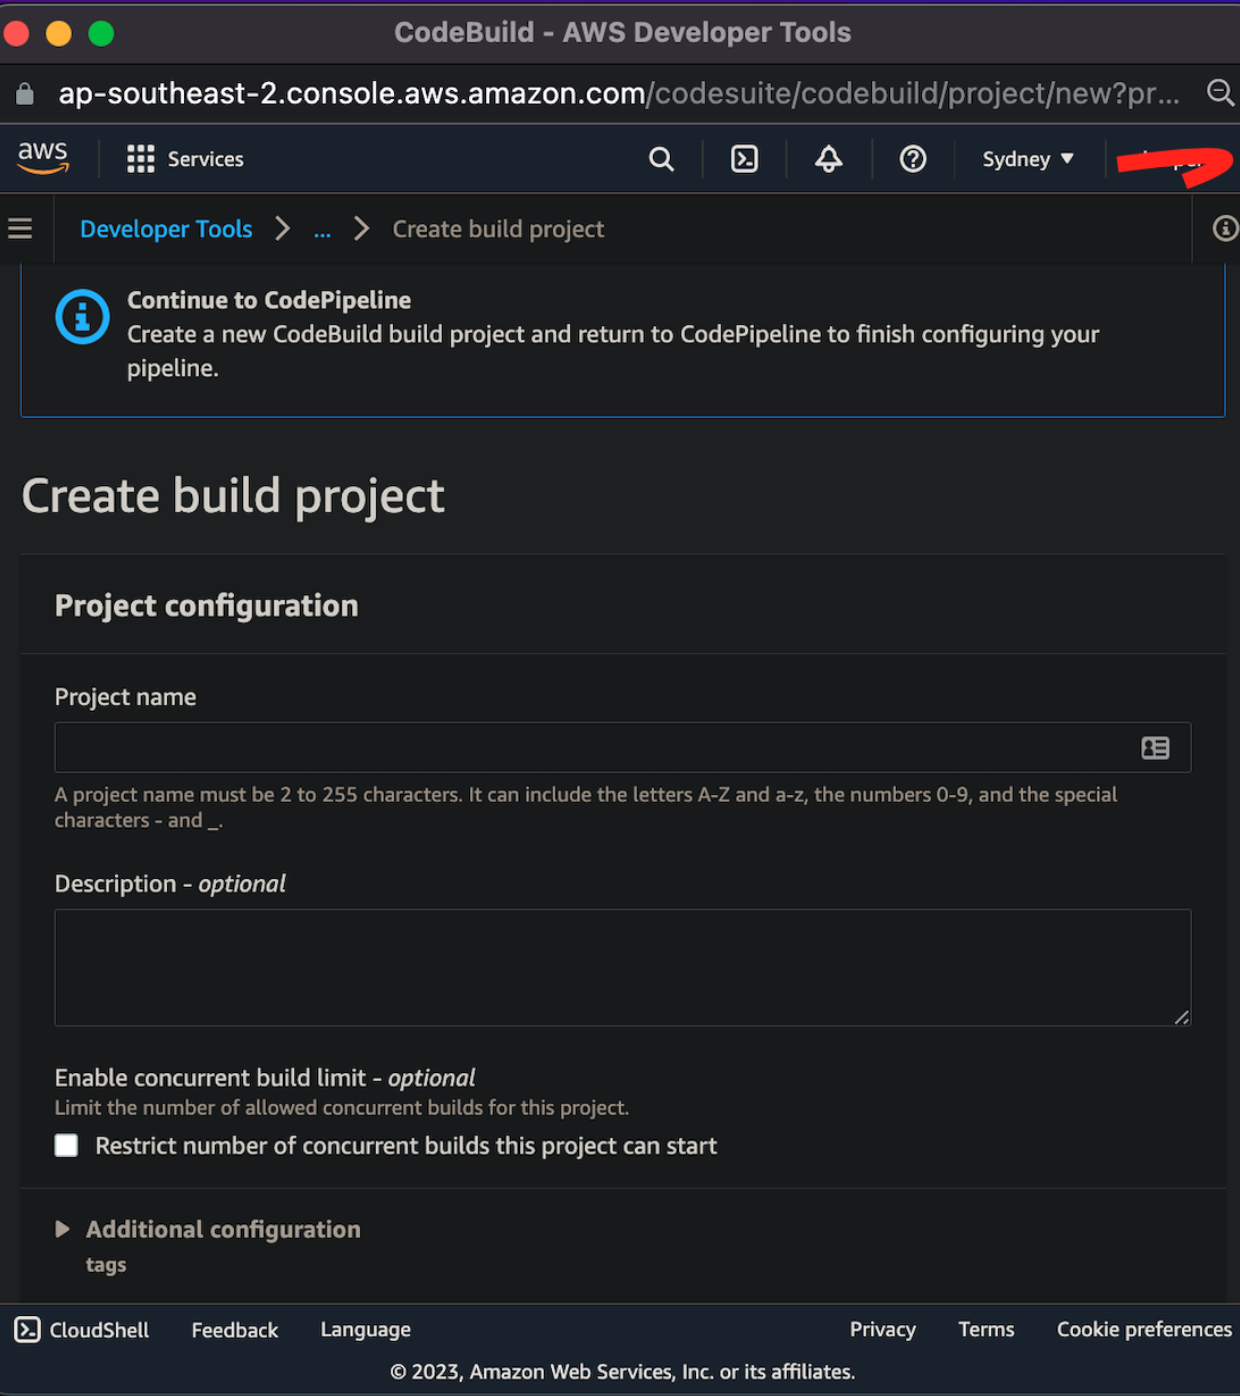 CodeBuild - AWS Developer Tools
ap-southeast-2.console.aws.amazon.com/codesuite/codebuild/project/new?pr...
aws Services Sydney
Developer Tools ... Create build project
Continue to CodePipeline
Create a new CodeBuild build project and return to CodePipeline to finish configuring your
pipeline.
Create build project
Project configuration
Project name
A project name must be 2 to 255 characters. It can include the letters A-Z and a-z, the numbers 0-9, and the special
characters - and _.
Description - optional
Enable concurrent build limit - optional
Limit the number of allowed concurrent builds for this project.
Restrict number of concurrent builds this project can start
Additional configuration
tags
CloudShell Feedback Language Privacy Terms Cookie preferences
© 2023, Amazon Web Services, Inc. or its affiliates.